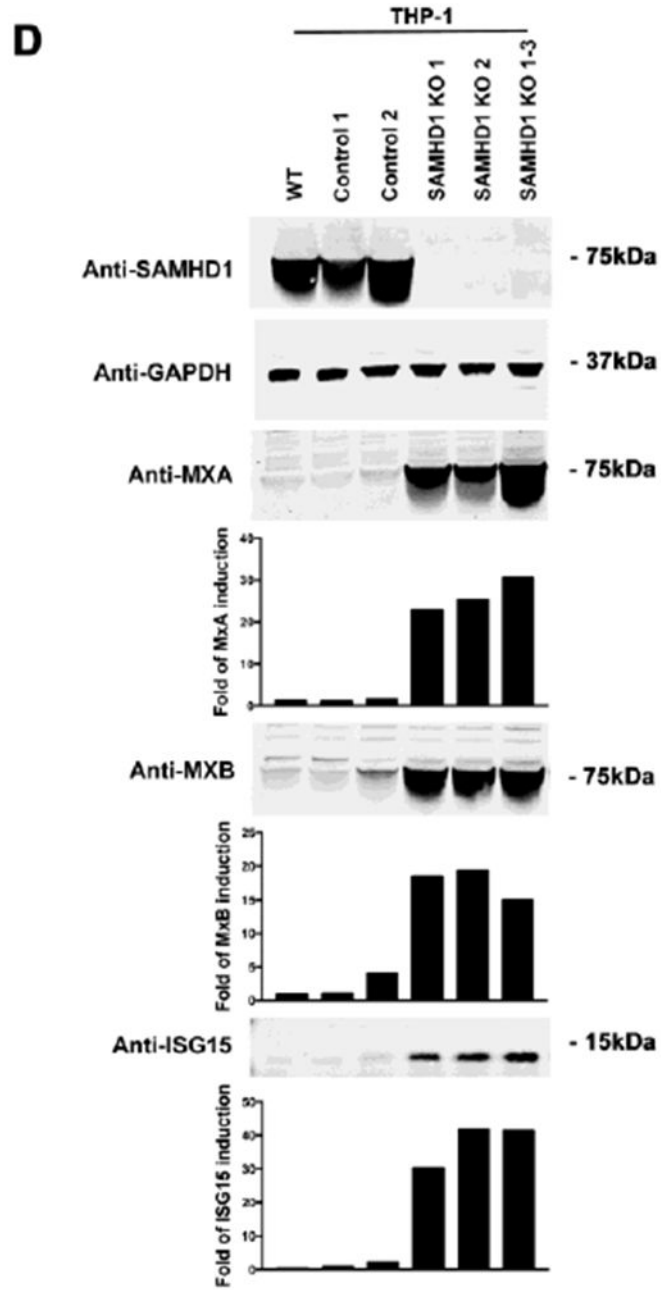 D
THP-1
WT
Control 1
Control 2
SAMHD1 KO 1
SAMHD1 KO 2
SAMHD1 KO 1-3
Anti-SAMHD1
- 75kDa
Anti-GAPDH
- 37kDa
Anti-MXA
- 75kDa
Fold of MxA induction
40
30
20
10
0
Anti-MXB
- 75kDa
Fold of MxB induction
25
20
15
10
5
0
Anti-ISG15
- 15kDa
Fold of ISG15 induction
50
40
30
20
10
0